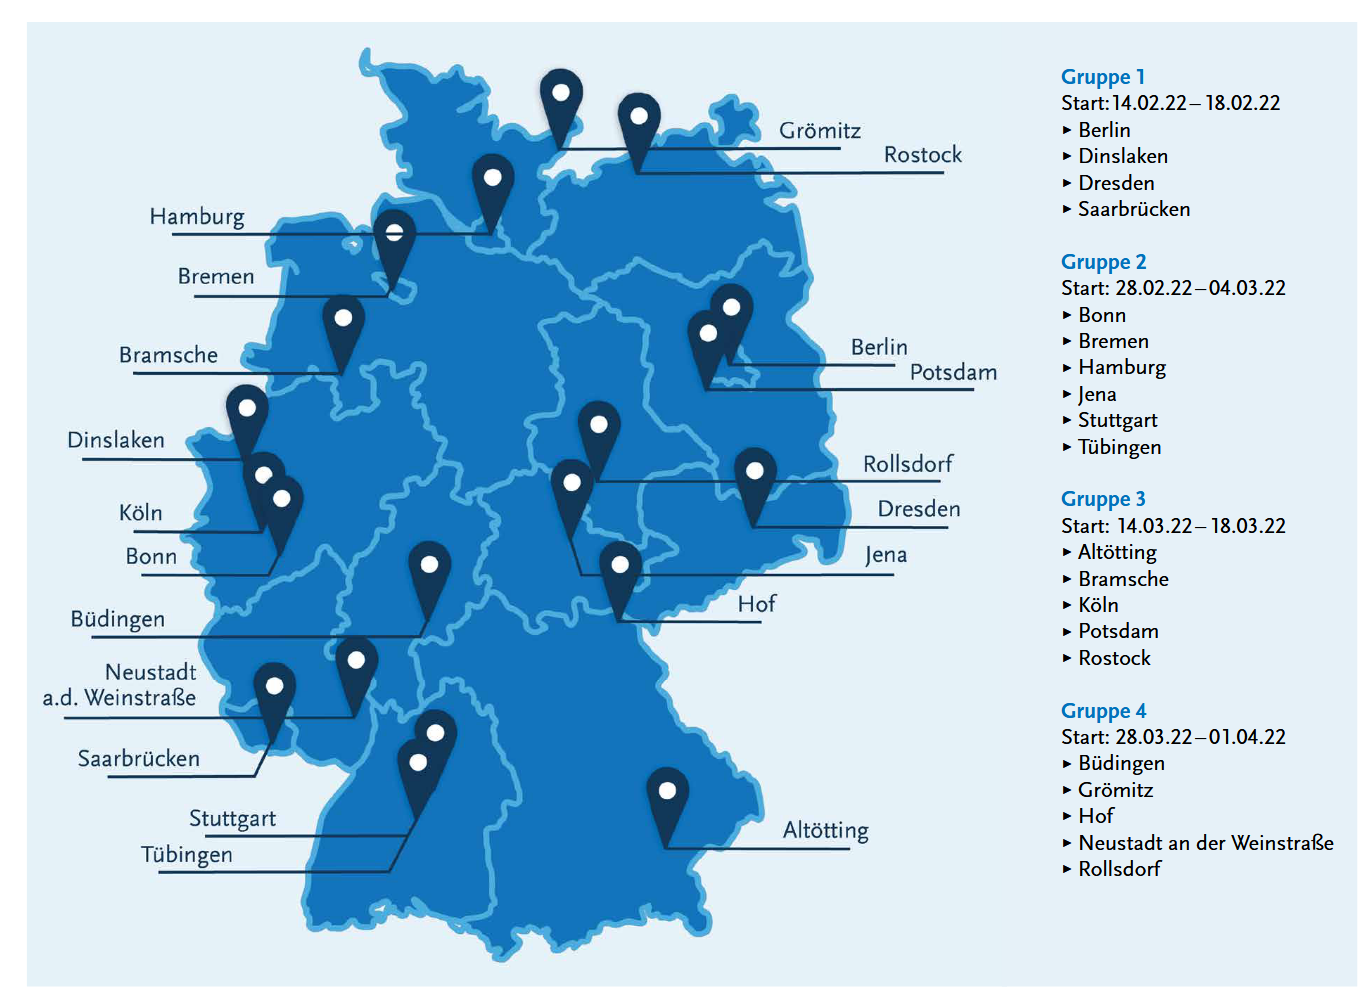 Grömitz
Rostock
Hamburg
Bremen
Bramsche
Berlin
Potsdam
Dinslaken
Rollsdorf
Köln
Dresden
Bonn
Jena
Hof
Büdingen
Neustadt
a.d. Weinstraße
Saarbrücken
Stuttgart
Tübingen
Altötting
Gruppe 1
Start:14.02.22 – 18.02.22
▸ Berlin
▸ Dinslaken
▸ Dresden
▸ Saarbrücken
Gruppe 2
Start: 28.02.22 – 04.03.22
▸ Bonn
▸ Bremen
▸ Hamburg
▸ Jena
▸ Stuttgart
▸ Tübingen
Gruppe 3
Start: 14.03.22 – 18.03.22
▸ Altötting
▸ Bramsche
▸ Köln
▸ Potsdam
▸ Rostock
Gruppe 4
Start: 28.03.22 – 01.04.22
▸ Büdingen
▸ Grömitz
▸ Hof
▸ Neustadt an der Weinstraße
▸ Rollsdorf